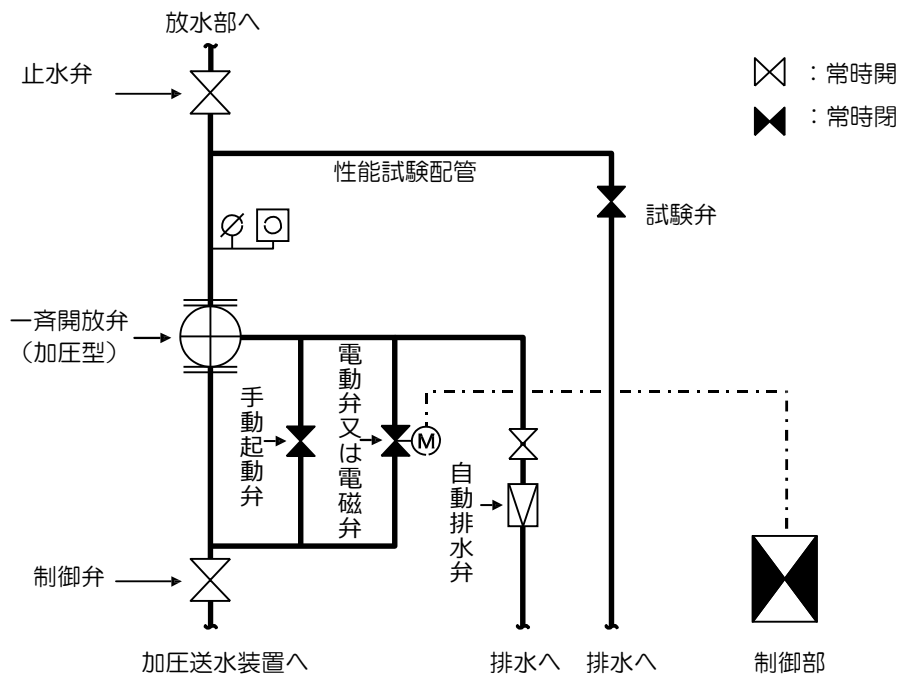 放水部へ
止水弁
：常時開
：常時閉
性能試験配管
試験弁
一斉開放弁
（加圧型）
手動起動弁
電動弁又は電磁弁
M
自動排水弁
制御弁
加圧送水装置へ
排水へ
排水へ
制御部